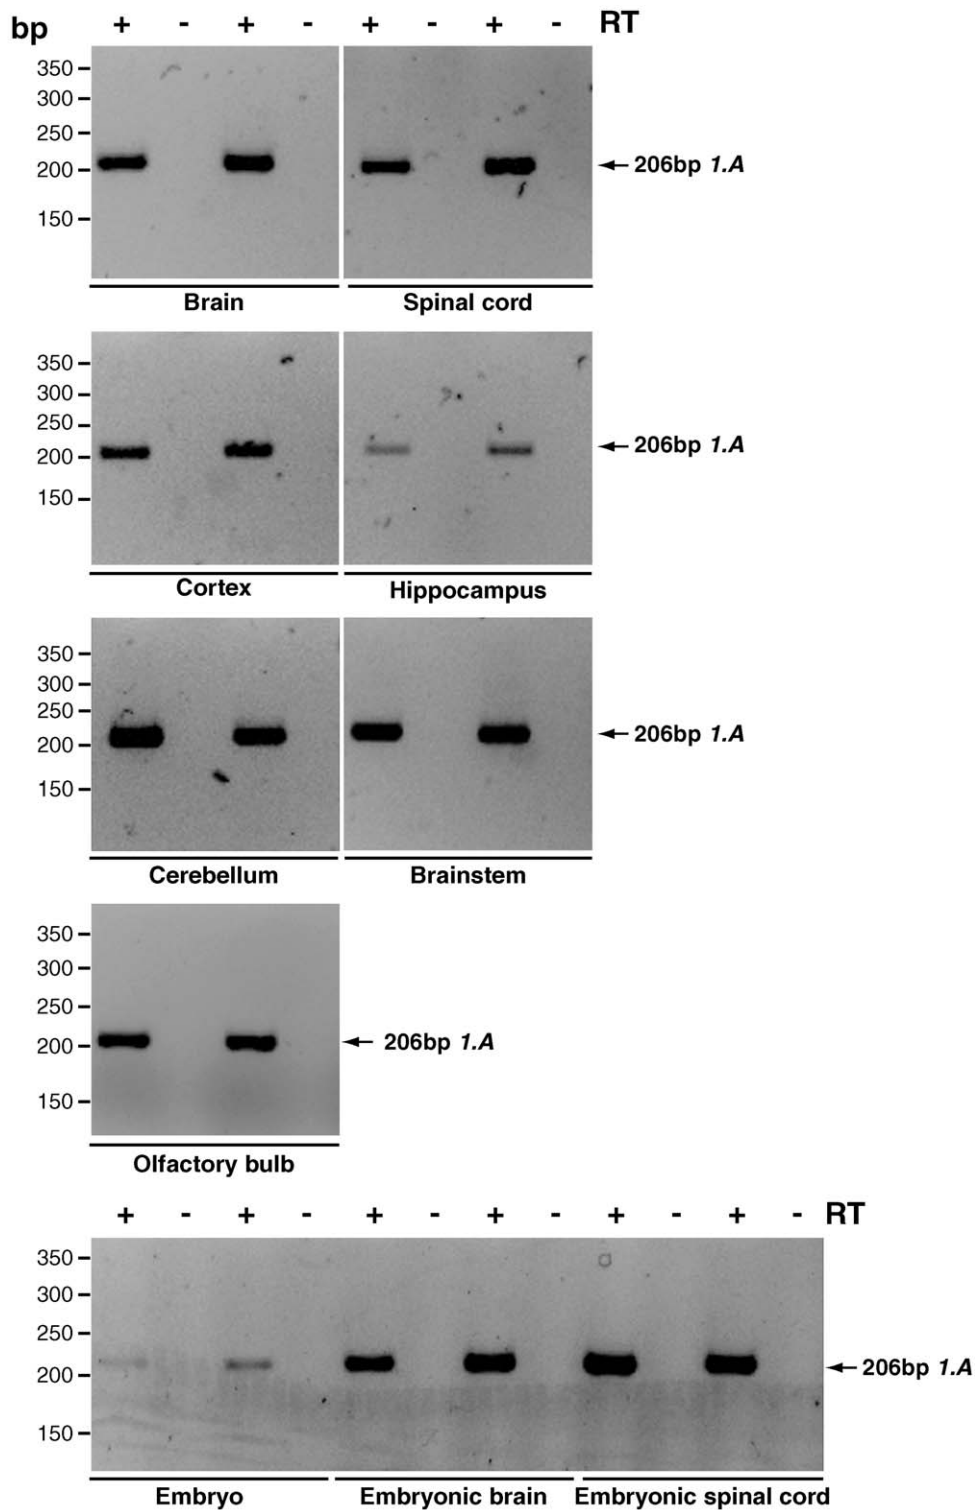 bp + - + - + - + - RT
350
300
250
200
150
← 206bp 1.A
Brain Spinal cord
350
300
250
200
150
← 206bp 1.A
Cortex Hippocampus
350
300
250
200
150
← 206bp 1.A
Cerebellum Brainstem
350
300
250
200
150
← 206bp 1.A
Olfactory bulb
+ - + - + - + - + - + - RT
350
300
250
200
150
← 206bp 1.A
Embryo Embryonic brain Embryonic spinal cord